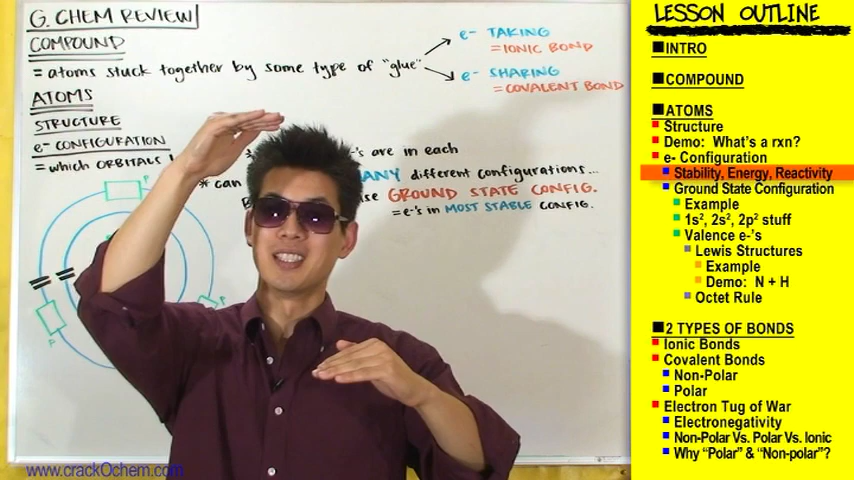 G. CHEM REVIEW
COMPOUND
= atoms stuck together by some type of "glue"
e- TAKING
= IONIC BOND
e- SHARING
= COVALENT BOND
ATOMS
STRUCTURE
e- CONFIGURATION
= which ORBITALS
's are in each
* can
MANY different configurations...
GROUND STATE CONFIG.
= e-'s in MOST STABLE CONFIG.
www.crackOchem.com
LESSON OUTLINE
INTRO
COMPOUND
ATOMS
Structure
Demo: What's a rxn?
e- Configuration
Stability, Energy, Reactivity
Ground State Configuration
Example
1s², 2s², 2p² stuff
Valence e-'s
Lewis Structures
Example
Demo: N + H
Octet Rule
2 TYPES OF BONDS
Ionic Bonds
Covalent Bonds
Non-Polar
Polar
Electron Tug of War
Electronegativity
Non-Polar Vs. Polar Vs. Ionic
Why "Polar" & "Non-polar"?